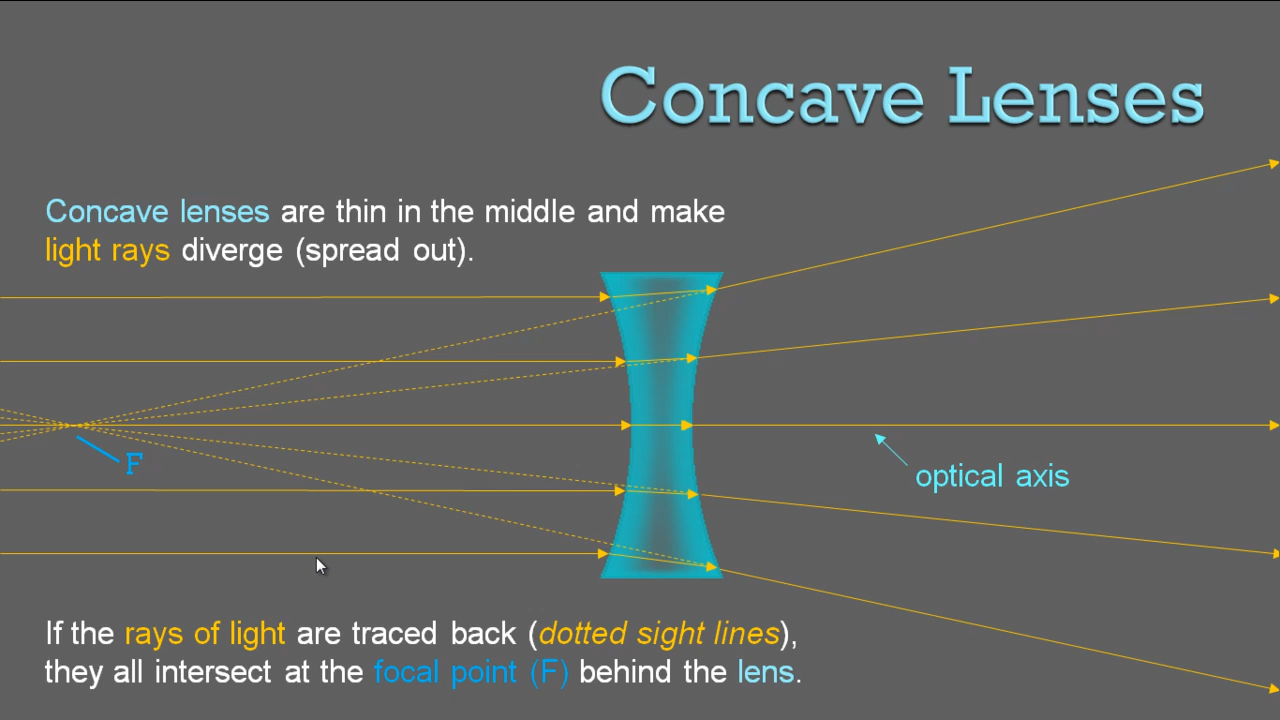 Concave Lenses
Concave lenses are thin in the middle and make
light rays diverge (spread out).
F
optical axis
If the rays of light are traced back (dotted sight lines),
they all intersect at the focal point (F) behind the lens.